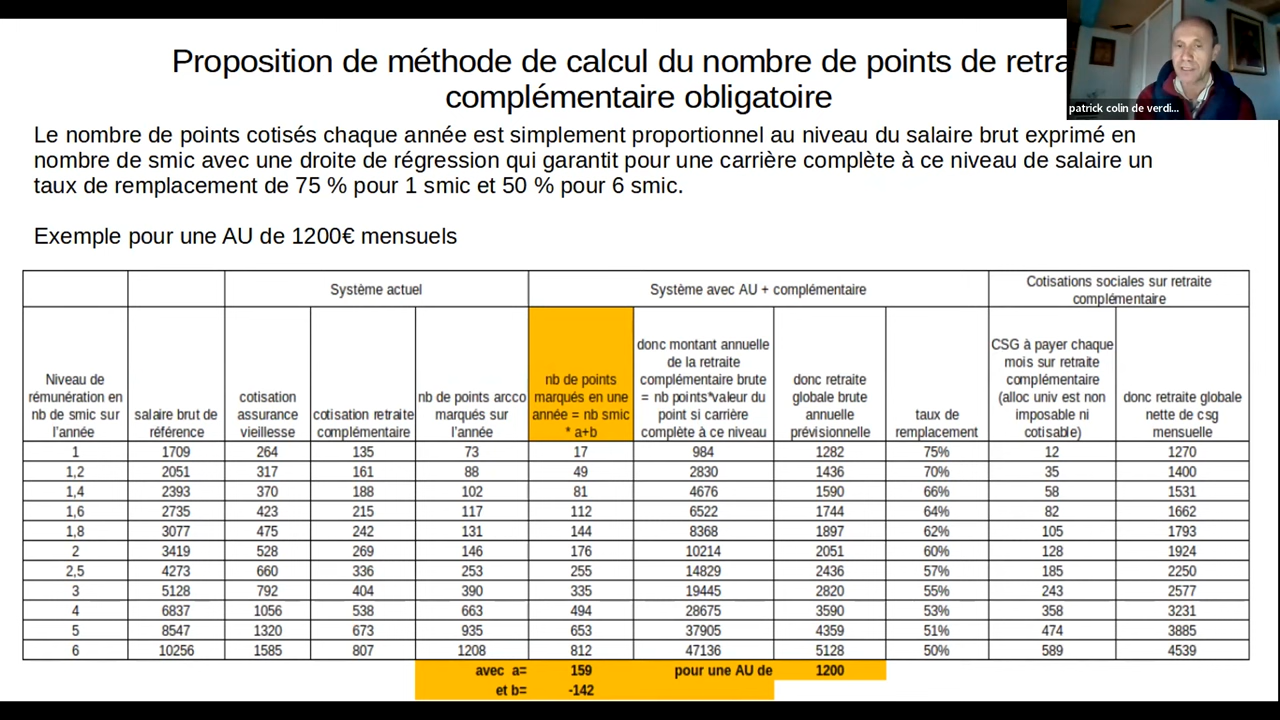 Proposition de méthode de calcul du nombre de points de retra
complémentaire obligatoire
patrick colin de verdi...
Le nombre de points cotisés chaque année est simplement proportionnel au niveau du salaire brut exprimé en
nombre de smic avec une droite de régression qui garantit pour une carrière complète à ce niveau de salaire un
taux de remplacement de 75 % pour 1 smic et 50 % pour 6 smic.
Exemple pour une AU de 1200€ mensuels
Système actuel
Système avec AU + complémentaire
Cotisations sociales sur retraite
complémentaire
Niveau de
rémunération en
nb de smic sur
l'année
salaire brut de
référence
cotisation
assurance
vieillesse
cotisation retraite
complémentaire
nb de points arcco
marqués sur
l'année
nb de points
marqués en une
année = nb smic
* a+b
donc montant annuelle
de la retraite
complémentaire brute
= nb points*valeur du
point si carrière
complète à ce niveau
donc retraite
globale brute
annuelle
prévisionnelle
taux de
remplacement
CSG à payer chaque
mois sur retraite
complémentaire
(alloc univ est non
imposable ni
cotisable)
donc retraite globale
nette de csg
mensuelle
1 1709 264 135 73 17 984 1282 75% 12 1270
1,2 2051 317 161 88 49 2830 1436 70% 35 1400
1,4 2393 370 188 102 81 4676 1590 66% 58 1531
1,6 2735 423 215 117 112 6522 1744 64% 82 1662
1,8 3077 475 242 131 144 8368 1897 62% 105 1793
2 3419 528 269 146 176 10214 2051 60% 128 1924
2,5 4273 660 336 253 255 14829 2436 57% 185 2250
3 5128 792 404 390 335 19445 2820 55% 243 2577
4 6837 1056 538 663 494 28675 3590 53% 358 3231
5 8547 1320 673 935 653 37905 4359 51% 474 3885
6 10256 1585 807 1208 812 47136 5128 50% 589 4539
avec a= 159 pour une AU de 1200
et b= -142